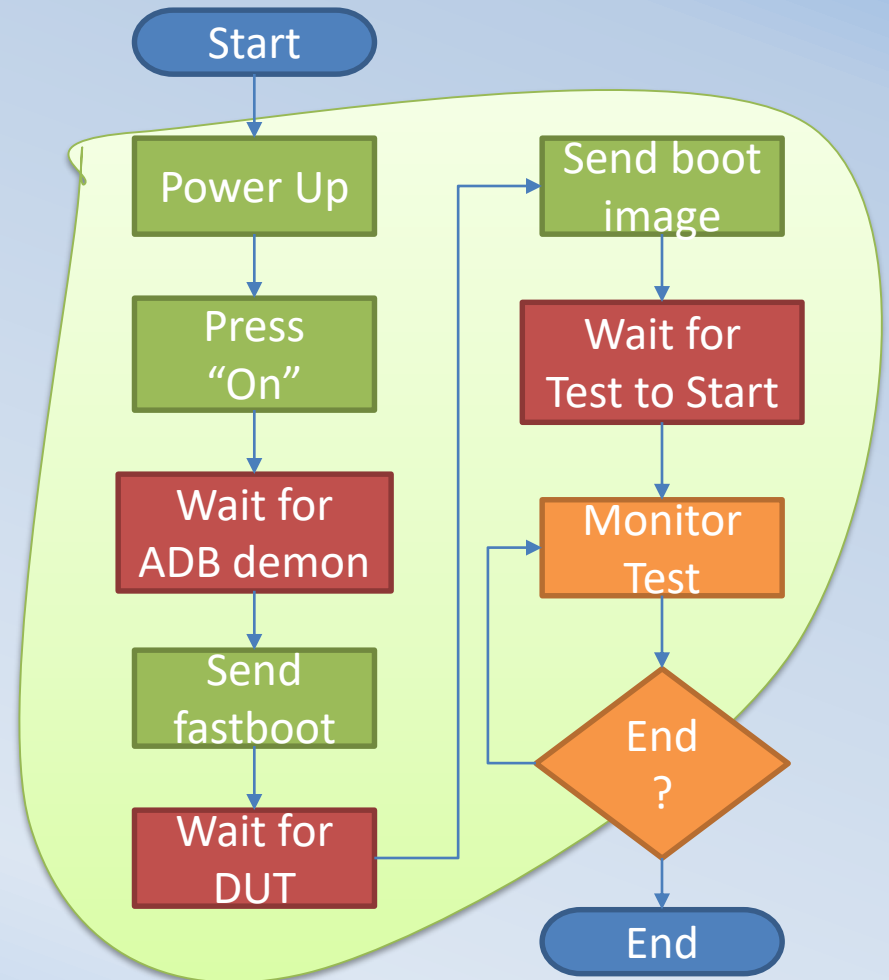 Start
Power Up
Press
“On”
Wait for
ADB demon
Send
fastboot
Wait for
DUT
Send boot
image
Wait for
Test to Start
Monitor
Test
End
?
End